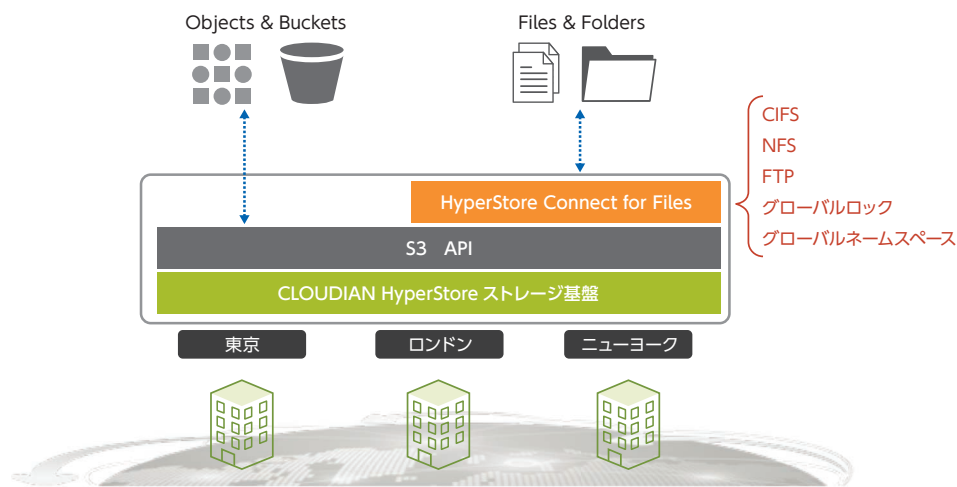 Objects & Buckets
Files & Folders
CIFS
NFS
FTP
グローバルロック
グローバルネームスペース
HyperStore Connect for Files
S3 API
CLOUDIAN HyperStore ストレージ基盤
東京
ロンドン
ニューヨーク